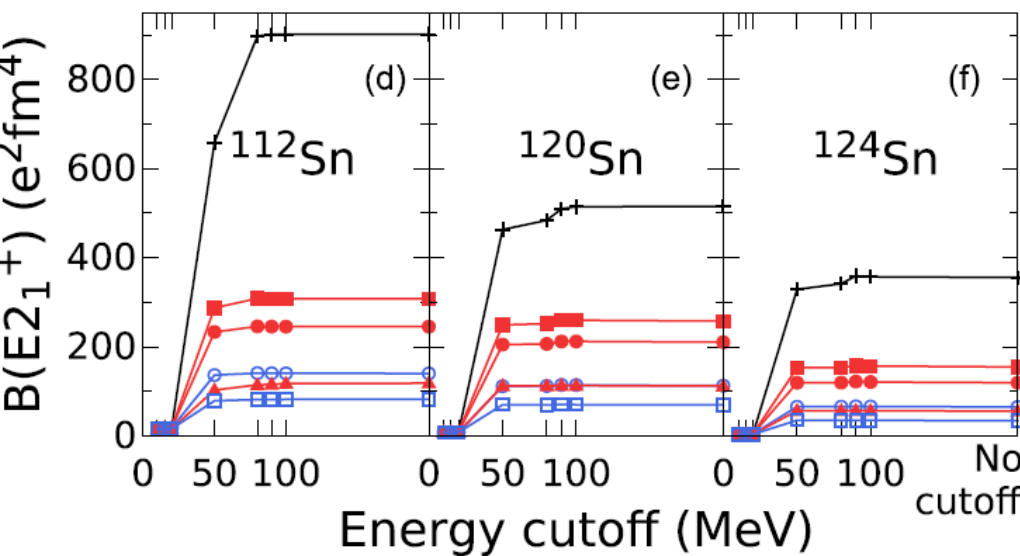 B(E2₁⁺) (e²fm⁴)
800
600
400
200
0
(d)
(e)
(f)
¹¹²Sn
¹²⁰Sn
¹²⁴Sn
0 50 100 0 50 100 0 50 100 No cutoff
Energy cutoff (MeV)